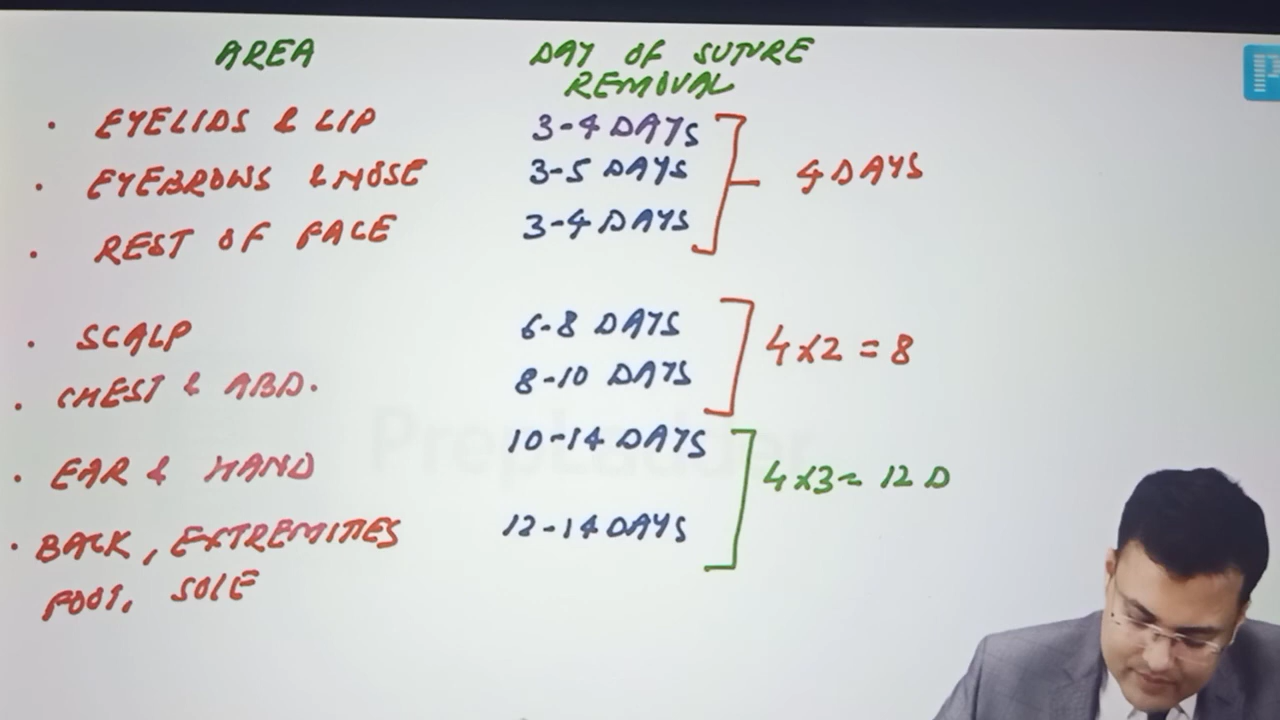 AREA DAY OF SUTURE
REMOVAL
• EYELIDS & LIP 3-4 DAYS
• EYEBROWS & NOSE 3-5 DAYS 4 DAYS
• REST OF FACE 3-4 DAYS
• SCALP 6-8 DAYS 4x2 = 8
• CHEST & ABD. 8-10 DAYS
• EAR & HAND 10-14 DAYS 4x3= 12 D
• BACK, EXTREMITIES 12-14 DAYS
FOOT, SOLE
PrepLadder